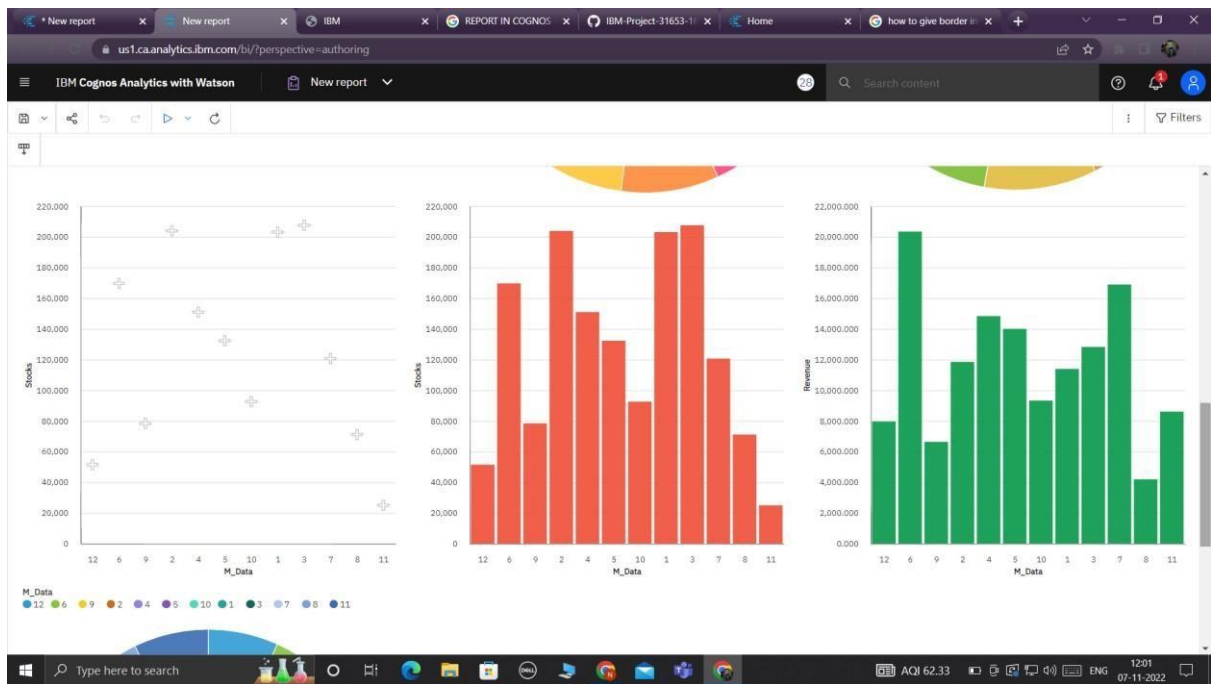 * New report
New report
IBM
REPORT IN COGNOS
IBM-Project-31653-16
Home
how to give border in
us1.ca.analytics.ibm.com/bi/?perspective=authoring
IBM Cognos Analytics with Watson
New report
28
Search content
1
Filters
220.000
200,000
180,000
160,000
140,000
120,000
100,000
80,000
60,000
40,000
20,000
0
Stocks
12 6 9 2 4 5 10 1 3 7 8 11
M_Data
220,000
200,000
180,000
160,000
140,000
120,000
100,000
80,000
60,000
40,000
20,000
0
Stocks
12 6 9 2 4 5 10 1 3 7 8 11
M_Data
22,000.000
20,000.000
18,000.000
16,000.000
14,000.000
12,000.000
10,000.000
8,000.000
6,000.000
4,000.000
2,000.000
0.000
Revenue
12 6 9 2 4 5 10 1 3 7 8 11
M_Data
M_Data
12 6 9 2 4 5 10 1 3 7 8 11
Type here to search
DELL
AQI 62.33
ENG
12:01
07-11-2022